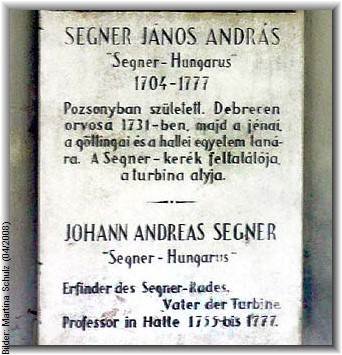 SEGNER JÁNOS ANDRÁS
"Segner-Hungarus"
1704-1777
Pozsonyban született. Debrecen
orvosa 1731-ben, majd a jénai,
a göttingai és a hallei egyetem taná-
ra. A Segner-kerék feltalálója,
a turbina atyja.
JOHANN ANDREAS SEGNER
"Segner-Hungarus"
Erfinder des Segner-Rades.
Vater der Turbine.
Professor in Halle 1755 bis 1777.
Bilder: Martina Schulz (04/2008)